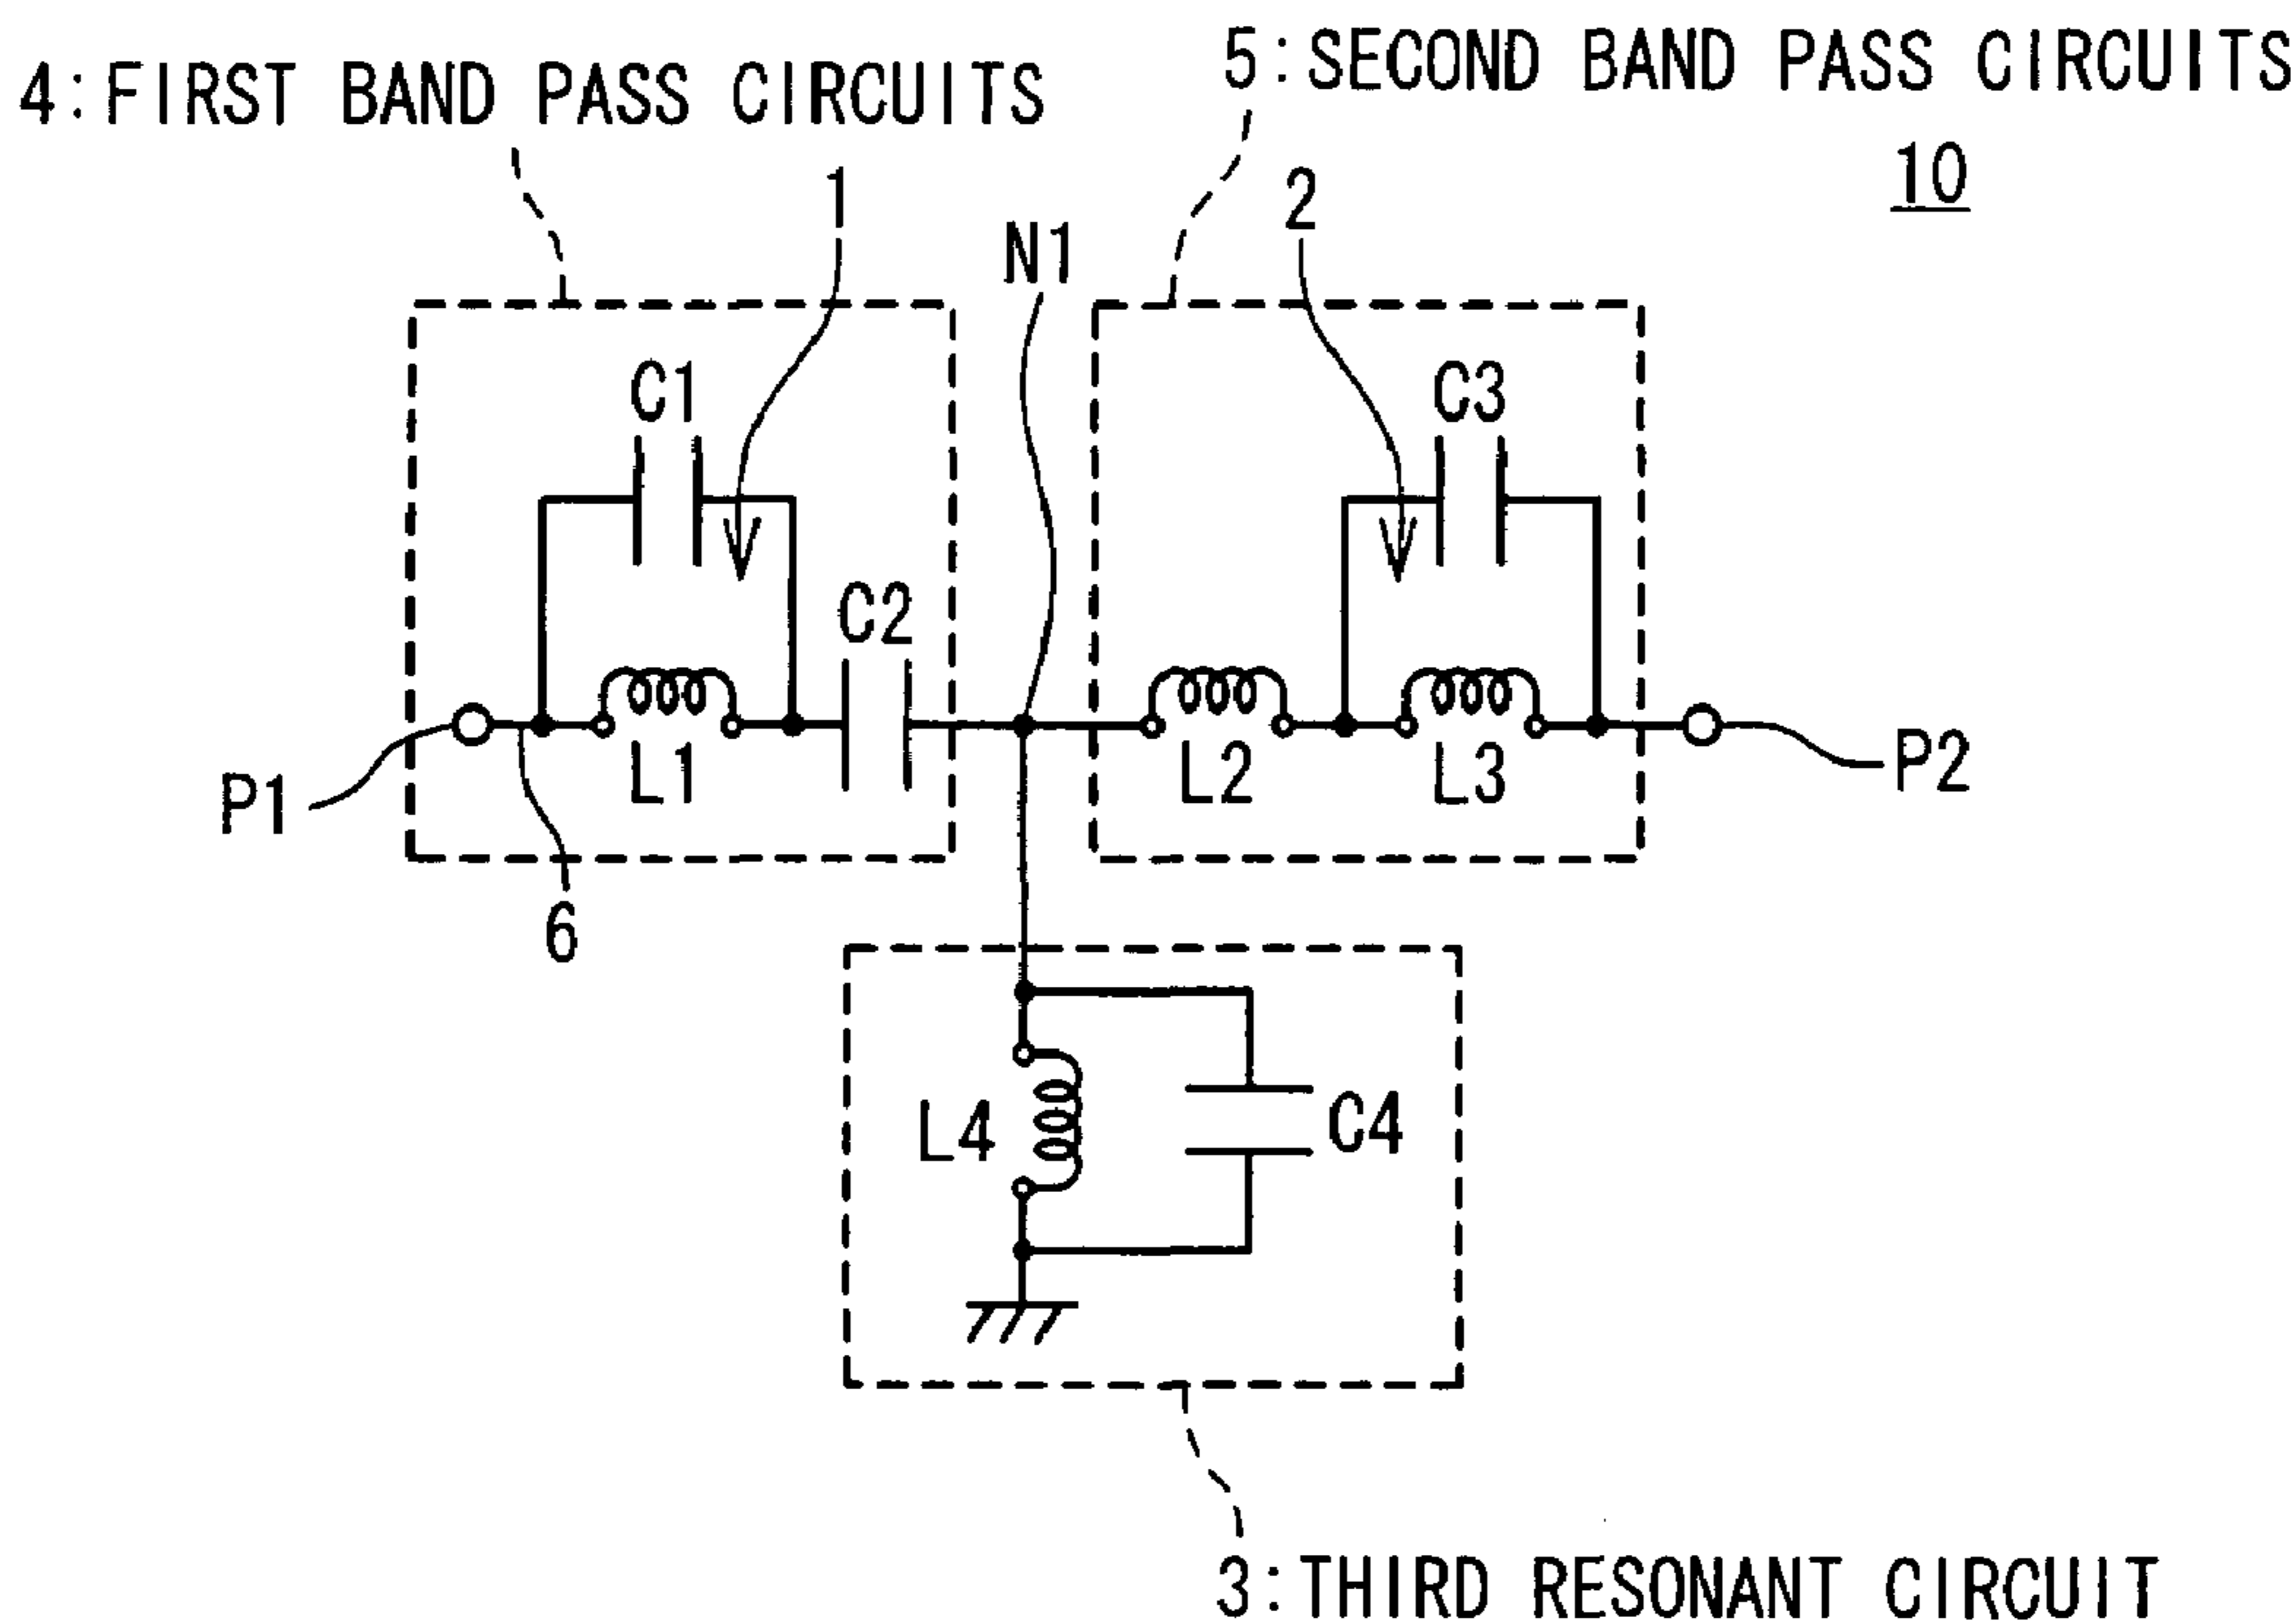 5:SECOND BAND PASS CIRCUITS
4:FIRST BAND PASS CIRCUITS
10
1
2
N1
C1
C3
C2
L1
L2
L3
P1
P2
6
L4
C4
3:THIRD RESONANT CIRCUIT